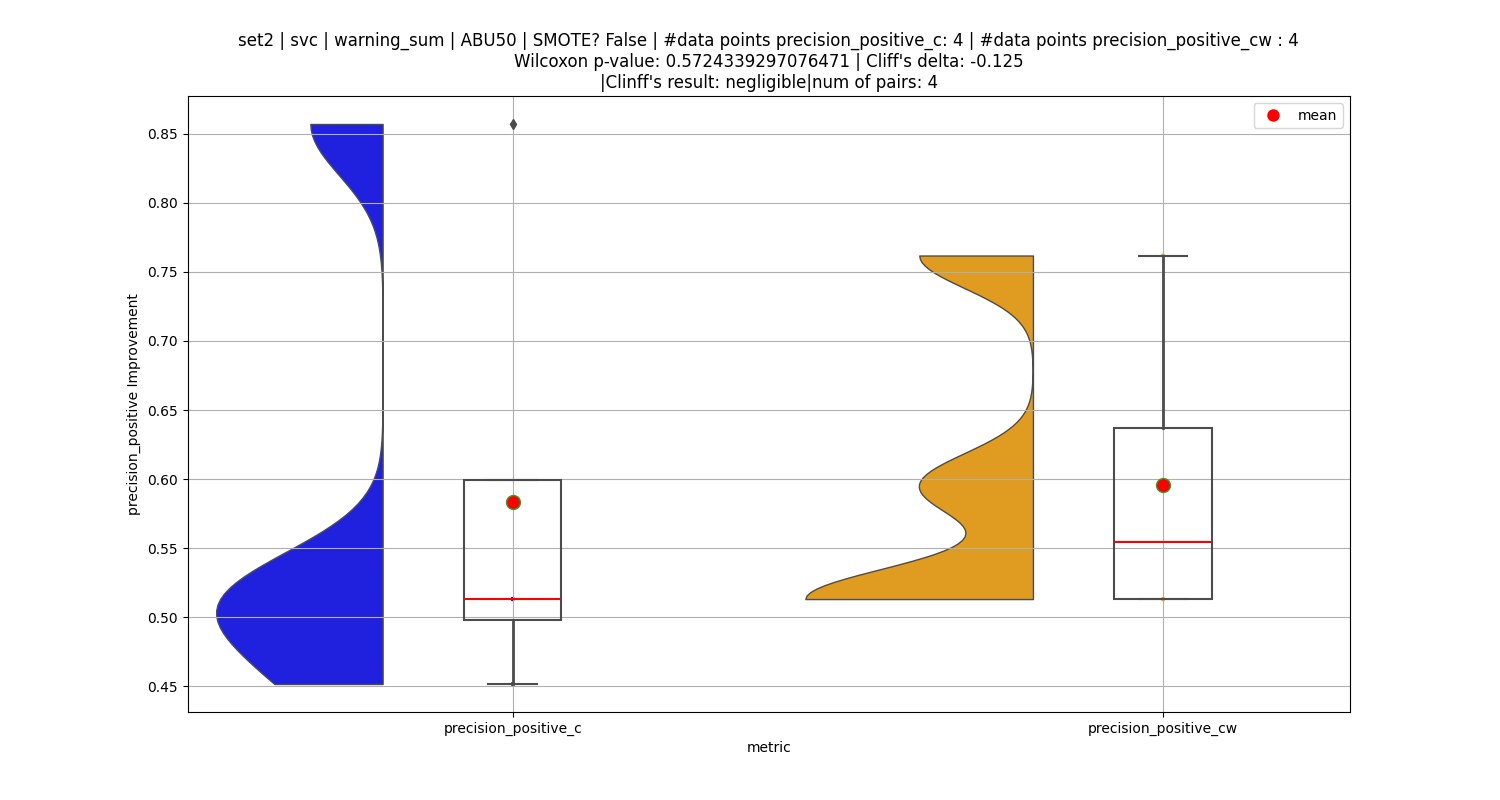 set2 | svc | warning_sum | ABU50 | SMOTE? False | #data points precision_positive_c: 4 | #data points precision_positive_cw : 4
Wilcoxon p-value: 0.5724339297076471 | Cliff's delta: -0.125
|Clinff's result: negligible|num of pairs: 4
mean
0.85
0.80
0.75
0.70
0.65
0.60
0.55
0.50
0.45
precision_positive Improvement
precision_positive_c
precision_positive_cw
metric